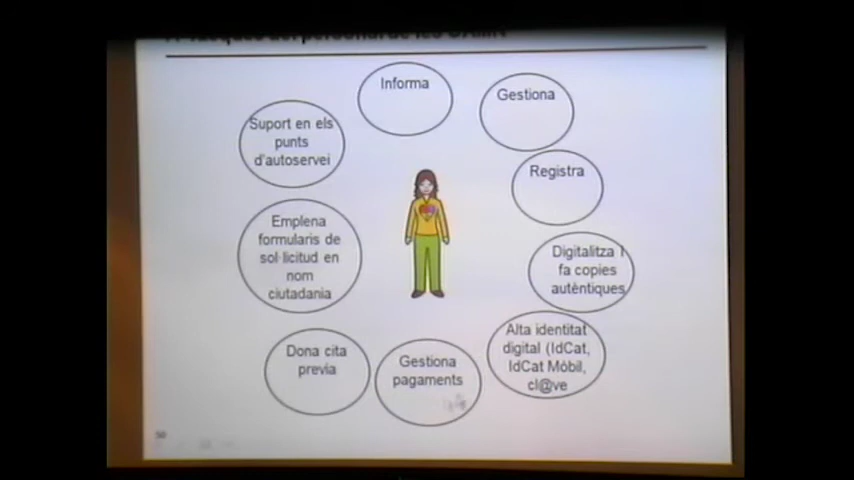 Informa
Gestiona
Registra
Digitalitza I
fa copies
autèntiques
Alta identitat
digital (IdCat,
IdCat Mòbil,
cl@ve
Gestiona
pagaments
Dona cita
previa
Emplena
formularis de
sol·licitud en
nom
ciutadania
Suport en els
punts
d'autoservei